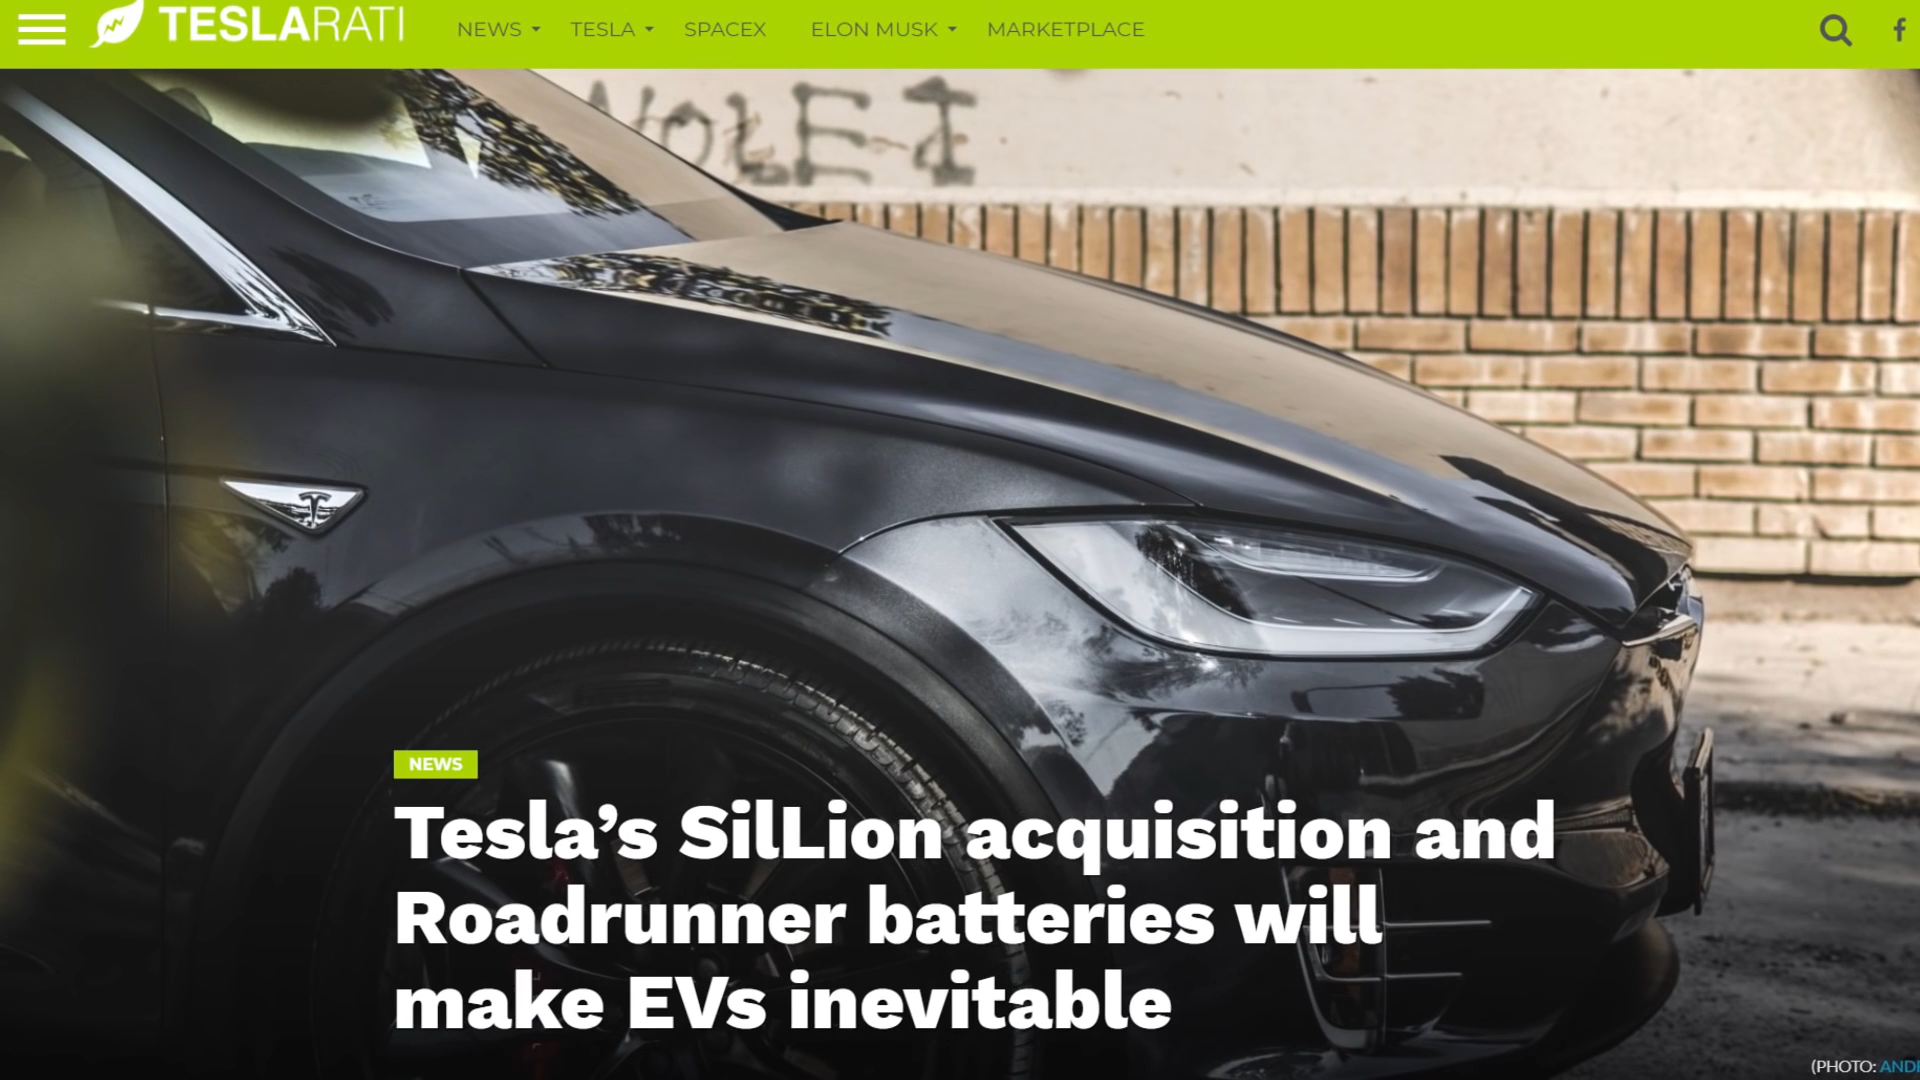 TESLARATI
NEWS TESLA SPACEX ELON MUSK MARKETPLACE
NEWS
Tesla’s SilLion acquisition and
Roadrunner batteries will
make EVs inevitable
(PHOTO: AND